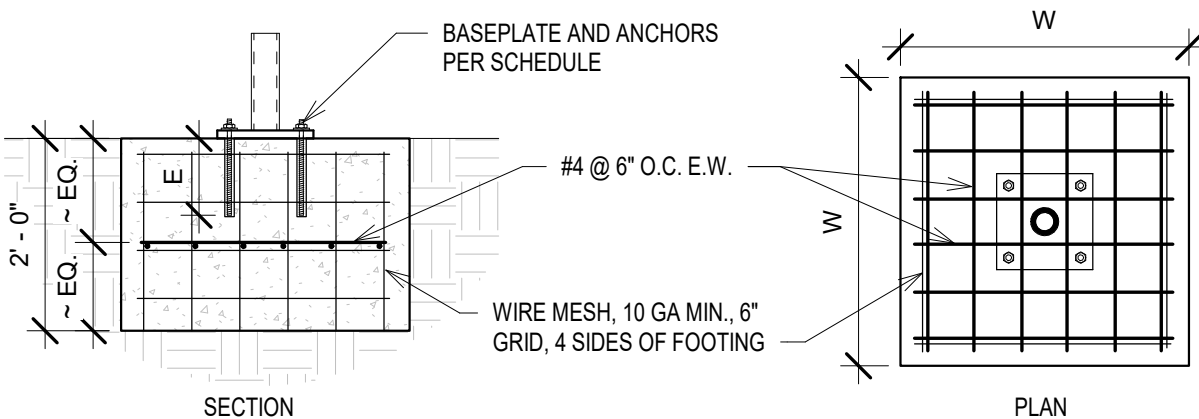 BASEPLATE AND ANCHORS
PER SCHEDULE
W
E
#4 @ 6" O.C. E.W.
~ EQ.
2' - 0"
~ EQ.
W
WIRE MESH, 10 GA MIN., 6"
GRID, 4 SIDES OF FOOTING
SECTION
PLAN